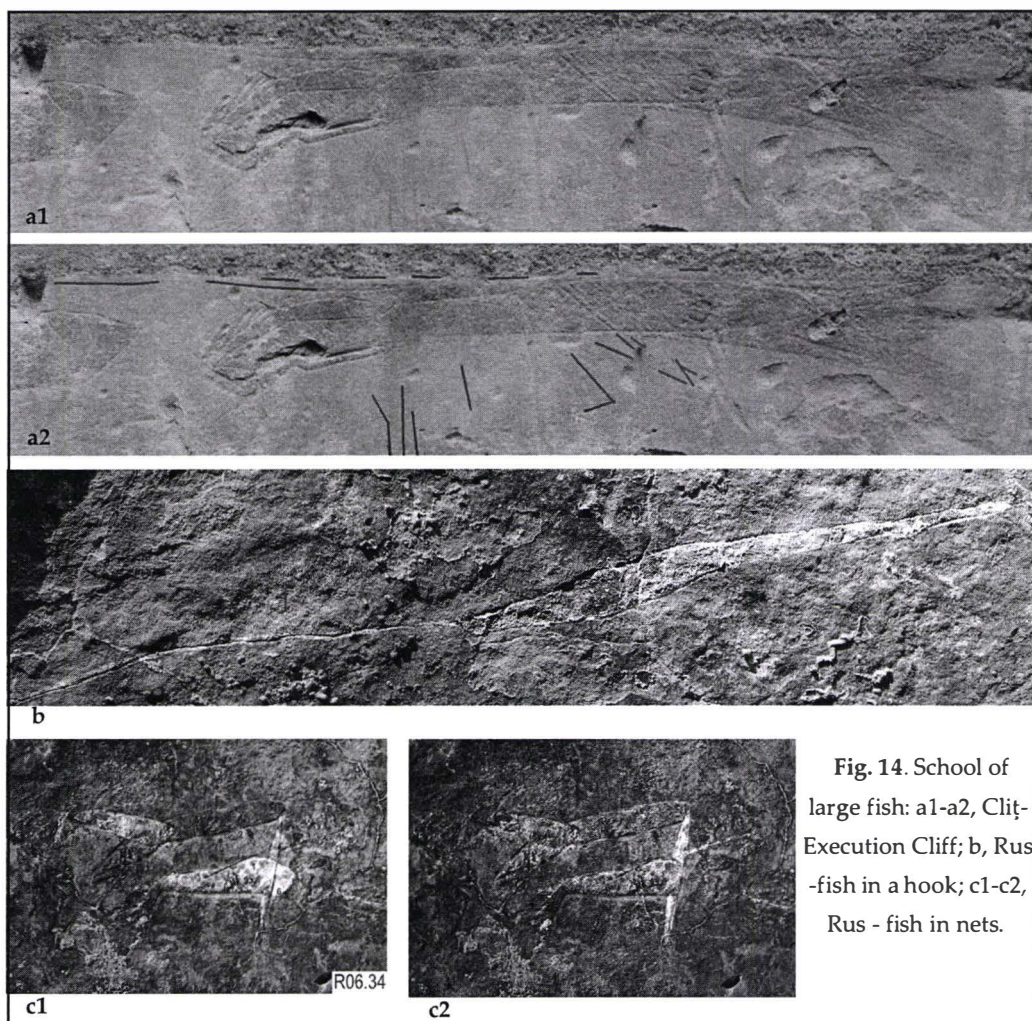 a1
a2
b
R06.34
c1
c2
Fig. 14. School of
large fish: a1-a2, Cliţ-
Execution Cliff; b, Rus
-fish in a hook; c1-c2,
Rus - fish in nets.